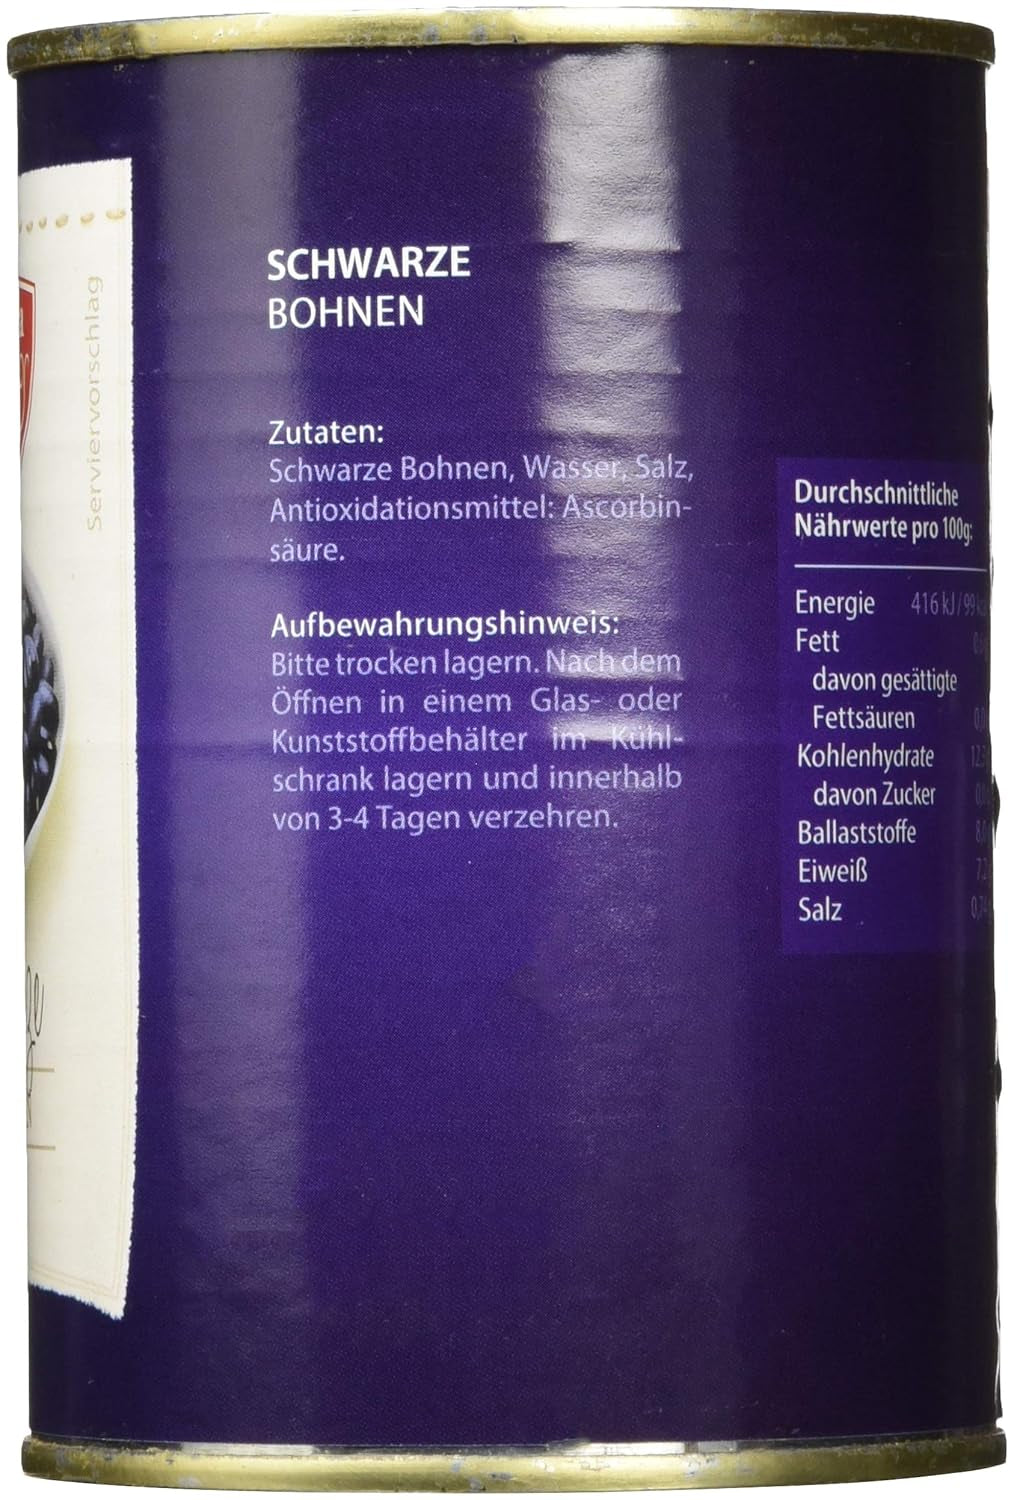 Serviervorschlag
SCHWARZE
BOHNEN
Zutaten:
Schwarze Bohnen, Wasser, Salz,
Antioxidationsmittel: Ascorbin-
säure.
Aufbewahrungshinweis:
Bitte trocken lagern. Nach dem
Öffnen in einem Glas- oder
Kunststoffbehälter im Kühl-
schrank lagern und innerhalb
von 3-4 Tagen verzehren.
Durchschnittliche
Nährwerte pro 100g:
Energie 416 kJ / 99
Fett
davon gesättigte
Fettsäuren
Kohlenhydrate
davon Zucker
Ballaststoffe
Eiweiß
Salz